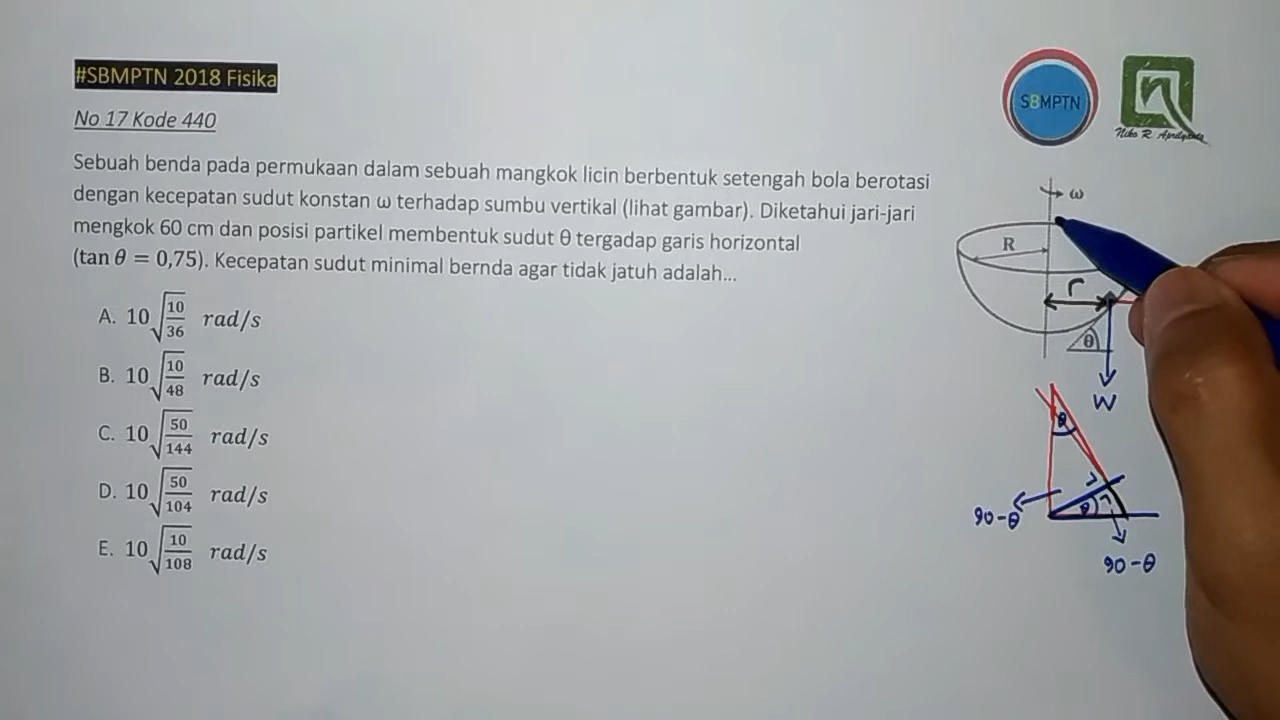 #SBMPTN 2018 Fisika
No 17 Kode 440
Sebuah benda pada permukaan dalam sebuah mangkok licin berbentuk setengah bola berotasi
dengan kecepatan sudut konstan ω terhadap sumbu vertikal (lihat gambar). Diketahui jari-jari
mengkok 60 cm dan posisi partikel membentuk sudut θ tergadap garis horizontal
(tan θ = 0,75). Kecepatan sudut minimal bernda agar tidak jatuh adalah...
A. 10 √(10/36) rad/s
B. 10 √(10/48) rad/s
C. 10 √(50/144) rad/s
D. 10 √(50/104) rad/s
E. 10 √(10/108) rad/s
SBMPTN
Niko R. Aprilyanto
ω
R
r
θ
W
θ
θ
90-θ
90-θ